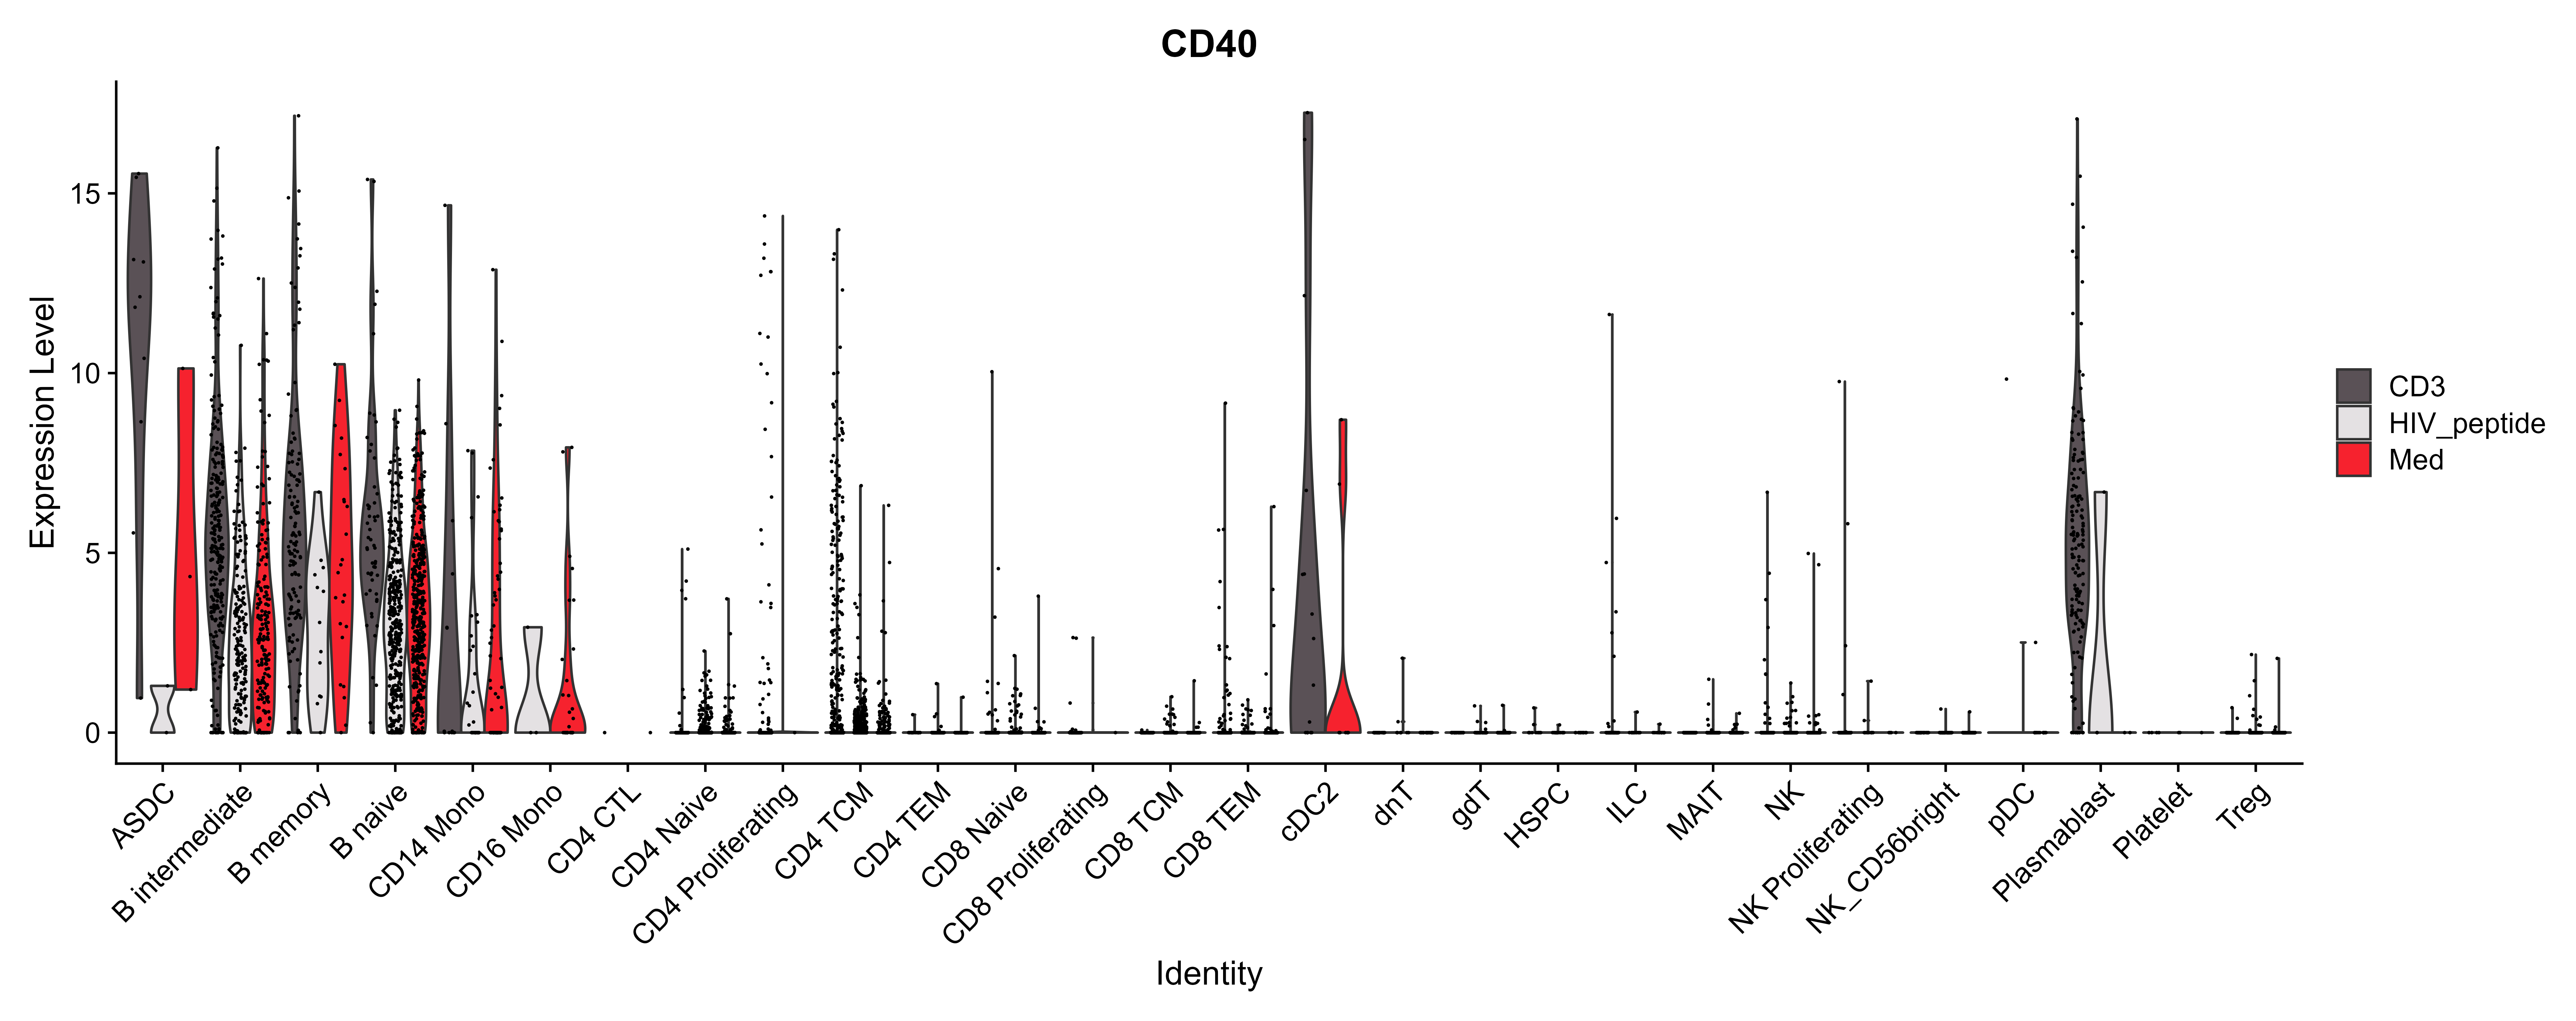 CD40
Expression Level
15
10
5
0
ASDC
B intermediate
B memory
B naive
CD14 Mono
CD16 Mono
CD4 CTL
CD4 Naive
CD4 Proliferating
CD4 TCM
CD4 TEM
CD8 Naive
CD8 Proliferating
CD8 TCM
CD8 TEM
cDC2
dnT
gdT
HSPC
ILC
MAIT
NK
NK Proliferating
NK_CD56bright
pDC
Plasmablast
Platelet
Treg
Identity
CD3
HIV_peptide
Med